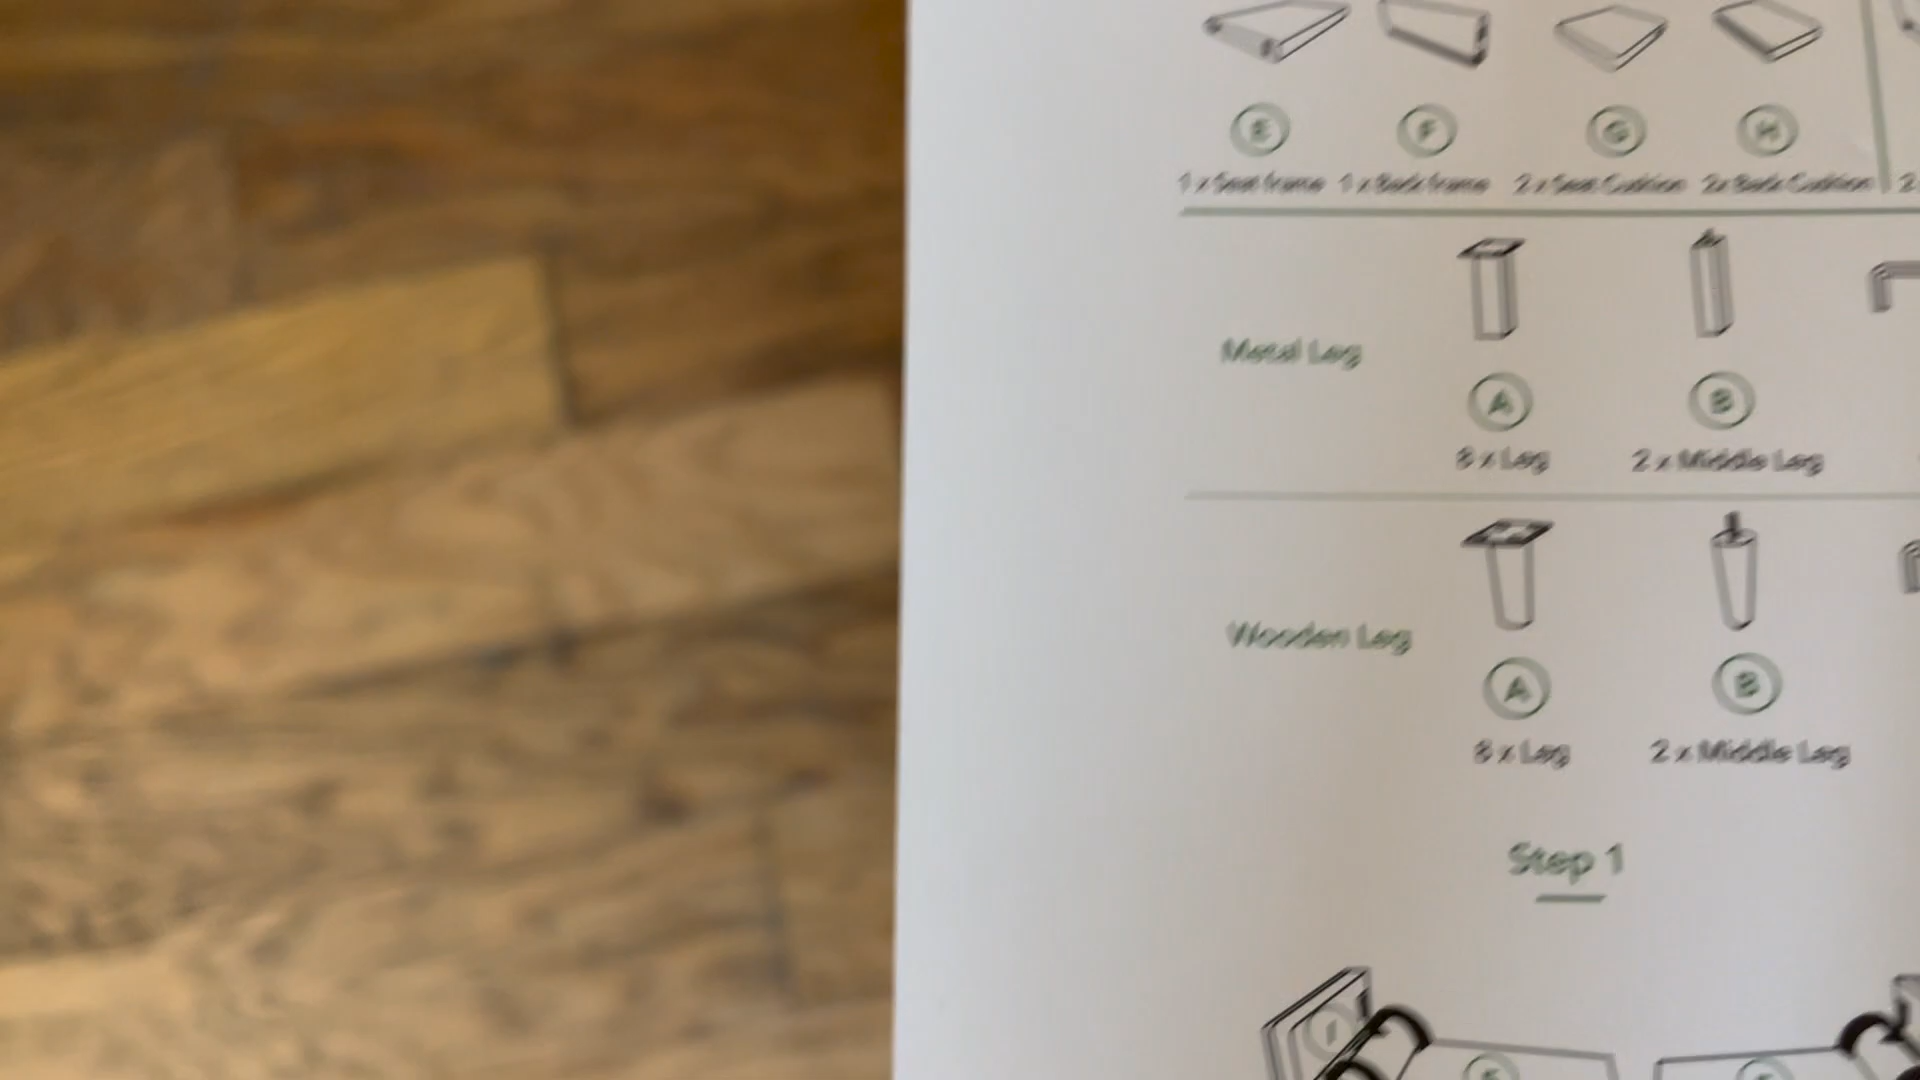 E F G H
1 x Seat frame 1 x Back frame 2 x Seat Cushion 2x Back Cushion 2
Metal Leg
A B
8 x Leg 2 x Middle Leg
Wooden Leg
A B
8 x Leg 2 x Middle Leg
Step 1